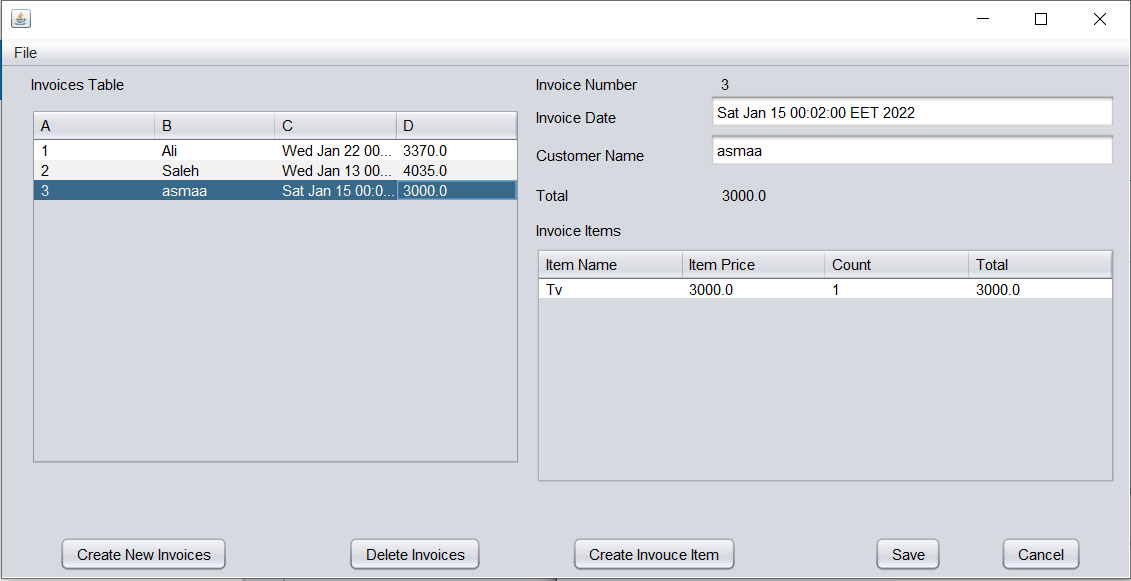 File
Invoices Table
A B C D
1 Ali Wed Jan 22 00... 3370.0
2 Saleh Wed Jan 13 00... 4035.0
3 asmaa Sat Jan 15 00:0... 3000.0
Invoice Number 3
Invoice Date Sat Jan 15 00:02:00 EET 2022
Customer Name asmaa
Total 3000.0
Invoice Items
Item Name Item Price Count Total
Tv 3000.0 1 3000.0
Create New Invoices Delete Invoices Create Invouce Item Save Cancel